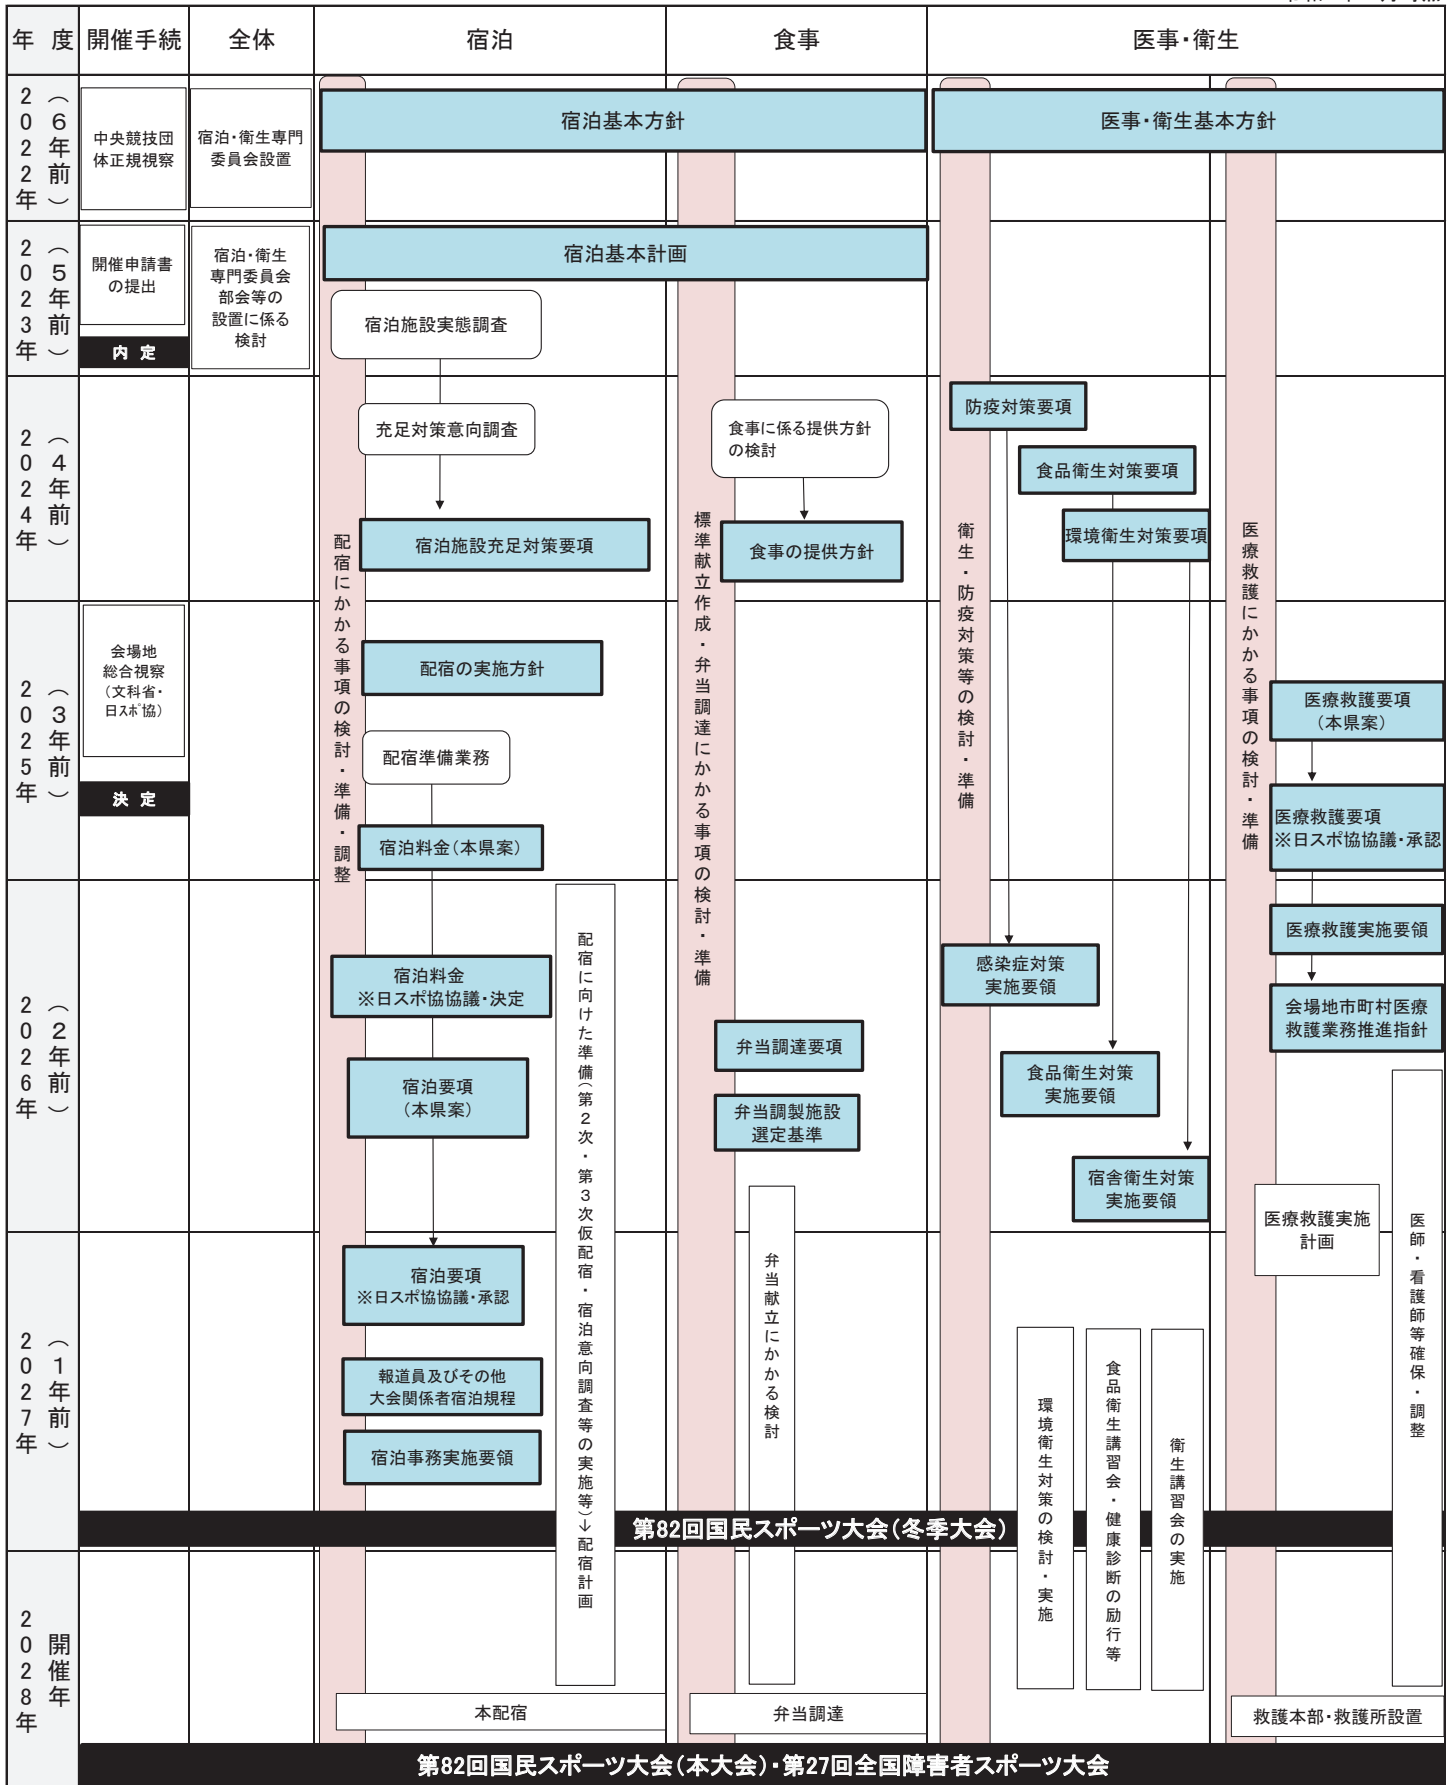 年　度
開催手続
全体
宿泊
食事
医事・衛生
2022年
（6年前）
中央競技団
体正規視察
宿泊・衛生専門
委員会設置
宿泊基本方針
医事・衛生基本方針
2023年
（5年前）
開催申請書
の提出
内 定
宿泊・衛生
専門委員会
部会等の
設置に係る
検討
宿泊基本計画
宿泊施設実態調査
2024年
（4年前）
充足対策意向調査
宿泊施設充足対策要項
食事に係る提供方針
の検討
食事の提供方針
防疫対策要項
食品衛生対策要項
環境衛生対策要項
配宿にかかる事項の検討・準備・調整
標準献立作成・弁当調達にかかる事項の検討・準備
衛生・防疫対策等の検討・準備
医療救護にかかる事項の検討・準備
2025年
（3年前）
会場地
総合視察
（文科省・
日スポ協）
決 定
配宿の実施方針
配宿準備業務
宿泊料金（本県案）
医療救護要項
（本県案）
医療救護要項
※日スポ協協議・承認
2026年
（2年前）
宿泊料金
※日スポ協協議・決定
宿泊要項
（本県案）
配宿に向けた準備（第2次・第3次仮配宿・宿泊意向調査等の実施等）→配宿計画
弁当調達要項
弁当調製施設
選定基準
感染症対策
実施要領
食品衛生対策
実施要領
宿舎衛生対策
実施要領
医療救護実施要領
会場地市町村医療
救護業務推進指針
医療救護実施
計画
医師・看護師等確保・調整
2027年
（1年前）
宿泊要項
※日スポ協協議・承認
報道員及びその他
大会関係者宿泊規程
宿泊事務実施要領
弁当献立にかかる検討
環境衛生対策の検討・実施
食品衛生講習会・健康診断の励行等
衛生講習会の実施
第82回国民スポーツ大会（冬季大会）
2028年
開催年
本配宿
弁当調達
救護本部・救護所設置
第82回国民スポーツ大会（本大会）・第27回全国障害者スポーツ大会